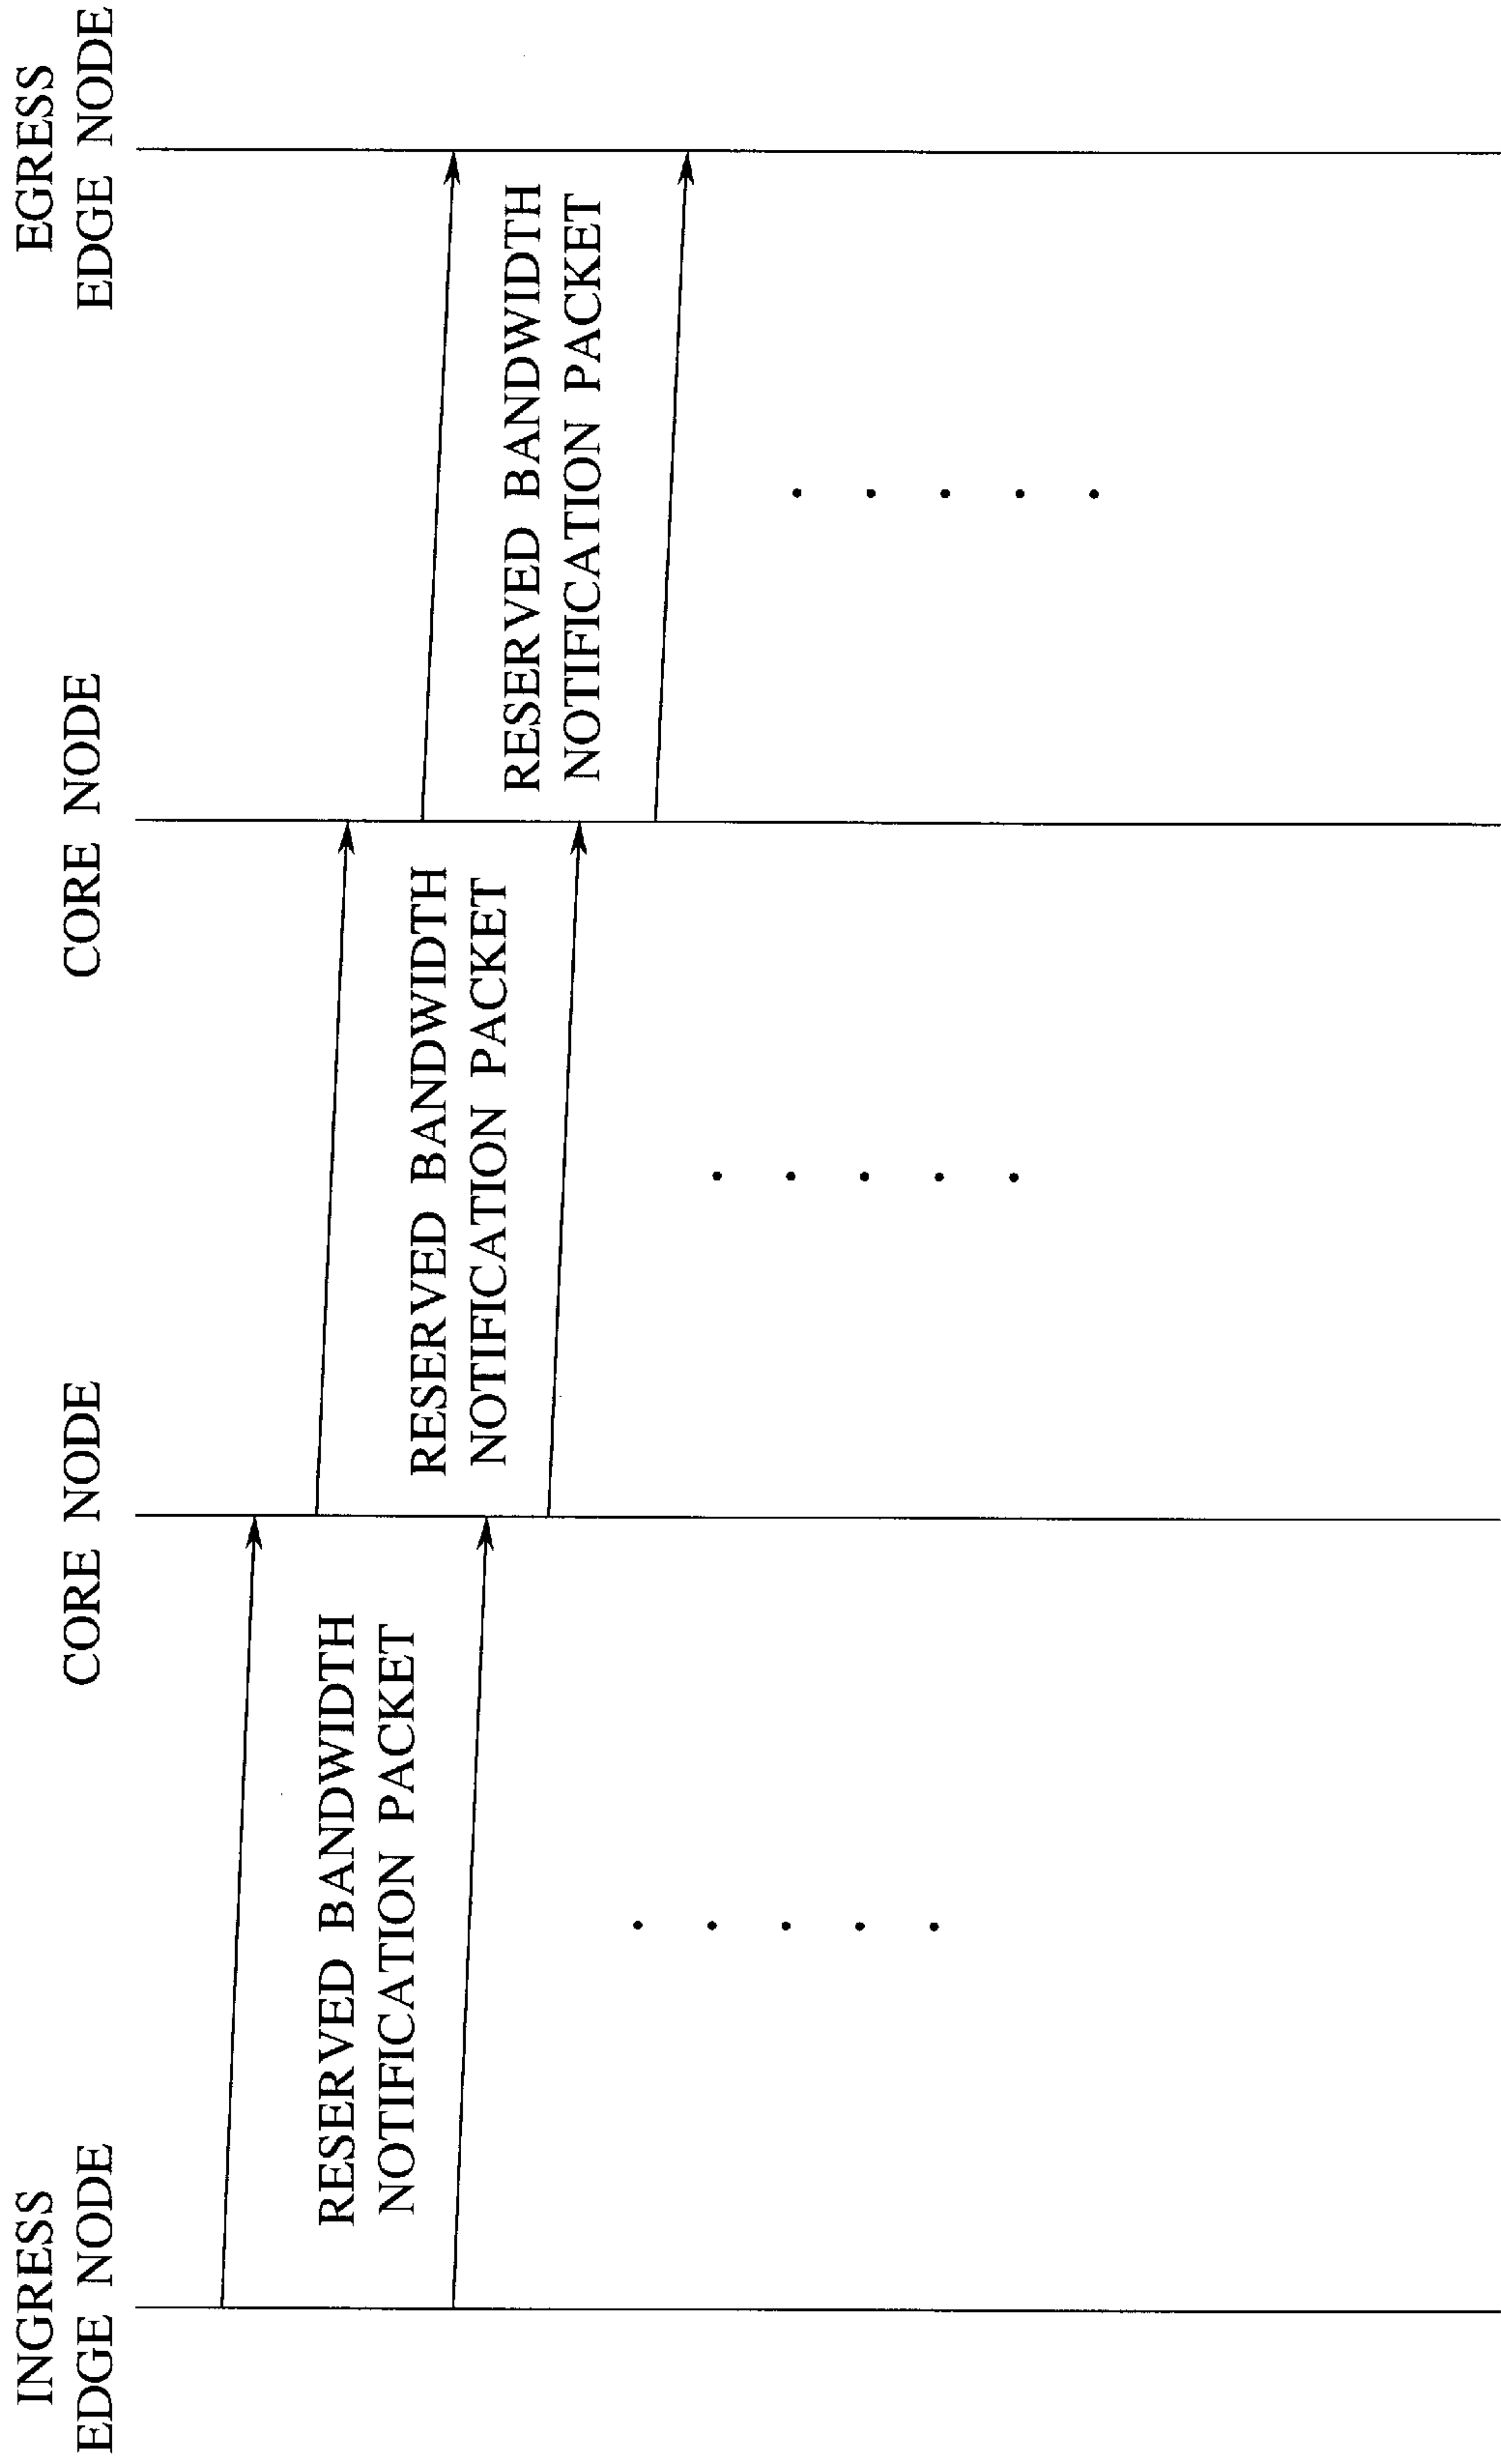 INGRESS
EDGE NODE
CORE NODE
CORE NODE
EGRESS
EDGE NODE
RESERVED BANDWIDTH
NOTIFICATION PACKET
RESERVED BANDWIDTH
NOTIFICATION PACKET
RESERVED BANDWIDTH
NOTIFICATION PACKET